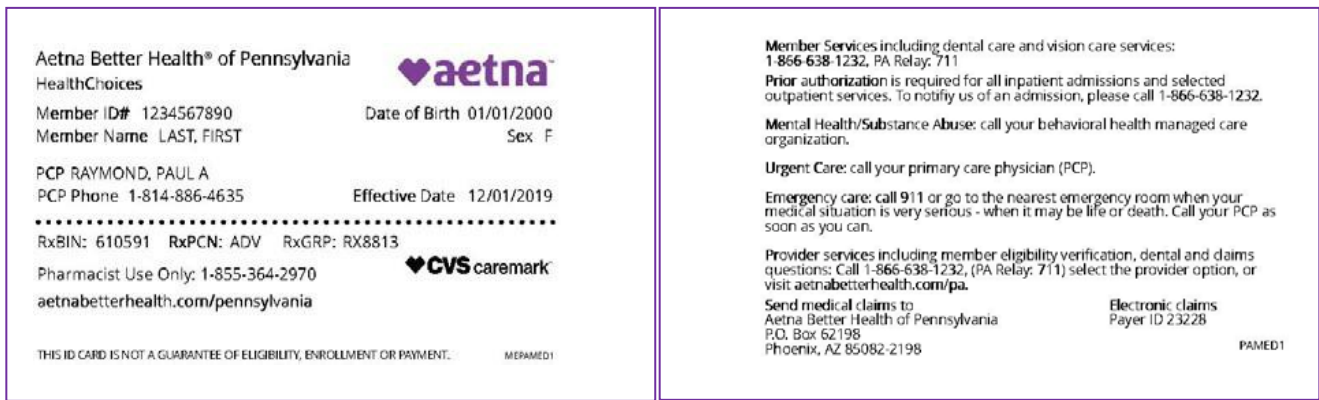 Aetna Better Health® of Pennsylvania
aetna™
HealthChoices
Member ID# 1234567890 Date of Birth 01/01/2000
Member Name LAST, FIRST Sex F
PCP RAYMOND, PAUL A
PCP Phone 1-814-886-4635 Effective Date 12/01/2019
RxBIN: 610591 RxPCN: ADV RxGRP: RX8813
Pharmacist Use Only: 1-855-364-2970 CVS caremark™
aetnabetterhealth.com/pennsylvania
THIS ID CARD IS NOT A GUARANTEE OF ELIGIBILITY, ENROLLMENT OR PAYMENT. MEPAMED1
Member Services including dental care and vision care services:
1-866-638-1232, PA Relay: 711
Prior authorization is required for all inpatient admissions and selected
outpatient services. To notifiy us of an admission, please call 1-866-638-1232.
Mental Health/Substance Abuse: call your behavioral health managed care
organization.
Urgent Care: call your primary care physician (PCP).
Emergency care: call 911 or go to the nearest emergency room when your
medical situation is very serious - when it may be life or death. Call your PCP as
soon as you can.
Provider services including member eligibility verification, dental and claims
questions: Call 1-866-638-1232, (PA Relay: 711) select the provider option, or
visit aetnabetterhealth.com/pa.
Send medical claims to Electronic claims
Aetna Better Health of Pennsylvania Payer ID 23228
P.O. Box 62198
Phoenix, AZ 85082-2198 PAMED1